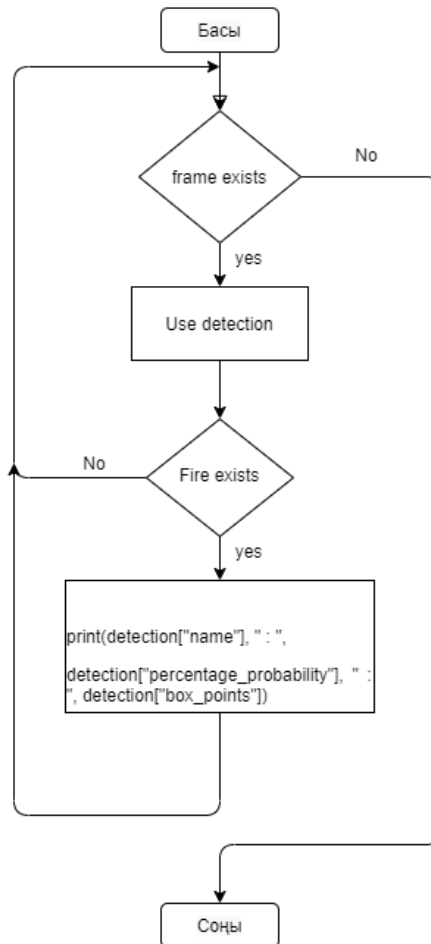 Басы
frame exists
No
yes
Use detection
Fire exists
No
yes
print(detection["name"], " : ",
detection["percentage_probability"], " :
", detection["box_points"])
Соңы